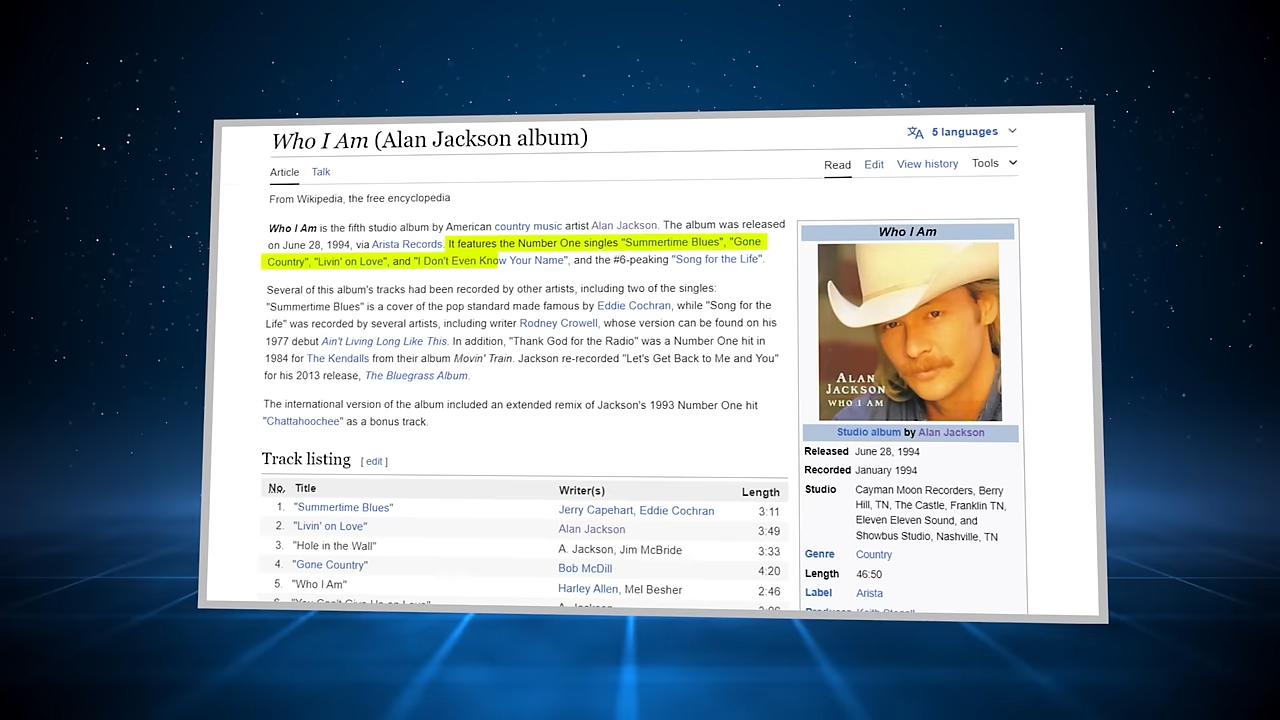 Who I Am (Alan Jackson album)
5 languages
Article Talk
Read Edit View history Tools
From Wikipedia, the free encyclopedia
Who I Am is the fifth studio album by American country music artist Alan Jackson. The album was released
on June 28, 1994, via Arista Records. It features the Number One singles "Summertime Blues", "Gone
Country", "Livin' on Love", and "I Don't Even Know Your Name", and the #6-peaking "Song for the Life".
Several of this album's tracks had been recorded by other artists, including two of the singles:
"Summertime Blues" is a cover of the pop standard made famous by Eddie Cochran, while "Song for the
Life" was recorded by several artists, including writer Rodney Crowell, whose version can be found on his
1977 debut Ain't Living Long Like This. In addition, "Thank God for the Radio" was a Number One hit in
1984 for The Kendalls from their album Movin' Train. Jackson re-recorded "Let's Get Back to Me and You"
for his 2013 release, The Bluegrass Album.
The international version of the album included an extended remix of Jackson's 1993 Number One hit
"Chattahoochee" as a bonus track.
Track listing [ edit ]
No. Title Writer(s) Length
1. "Summertime Blues" Jerry Capehart, Eddie Cochran 3:11
2. "Livin' on Love" Alan Jackson 3:49
3. "Hole in the Wall" A. Jackson, Jim McBride 3:33
4. "Gone Country" Bob McDill 4:20
5. "Who I Am" Harley Allen, Mel Besher 2:46
"You Can't Give Up on Love" A. Jackson
Who I Am
ALAN
JACKSON
WHO I AM
Studio album by Alan Jackson
Released June 28, 1994
Recorded January 1994
Studio Cayman Moon Recorders, Berry
Hill, TN, The Castle, Franklin TN,
Eleven Eleven Sound, and
Showbus Studio, Nashville, TN
Genre Country
Length 46:50
Label Arista
Producer Keith Stegall